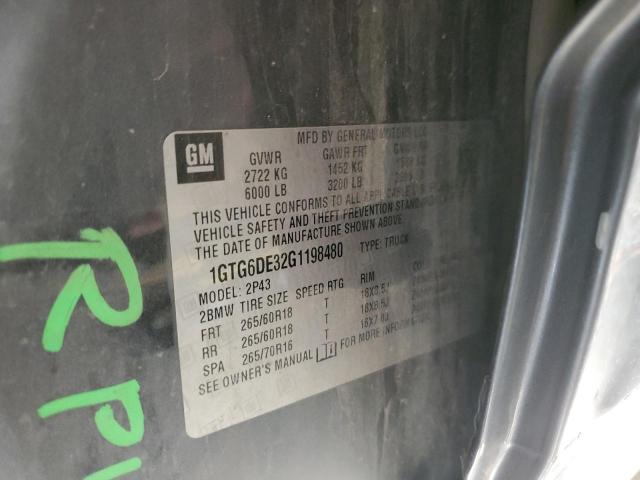 GM
MFD BY GENERAL MOTORS LLC
GVWR GAWR FRT
2722 KG 1452 KG
6000 LB 3200 LB
THIS VEHICLE CONFORMS TO ALL
VEHICLE SAFETY AND THEFT PREVENTION
THE DATE OF MANUFACTURE SHOWN ABOVE.
1GTG6DE32G1198480 TYPE: TRUCK
MODEL: 2P43
2BMW TIRE SIZE SPEED RTG RIM
FRT 265/60R18 T 18X8.5J
RR 265/60R18 T 18X8.5J
SPA 265/70R16 T 16X7.0J
SEE OWNER'S MANUAL FOR MORE
R P